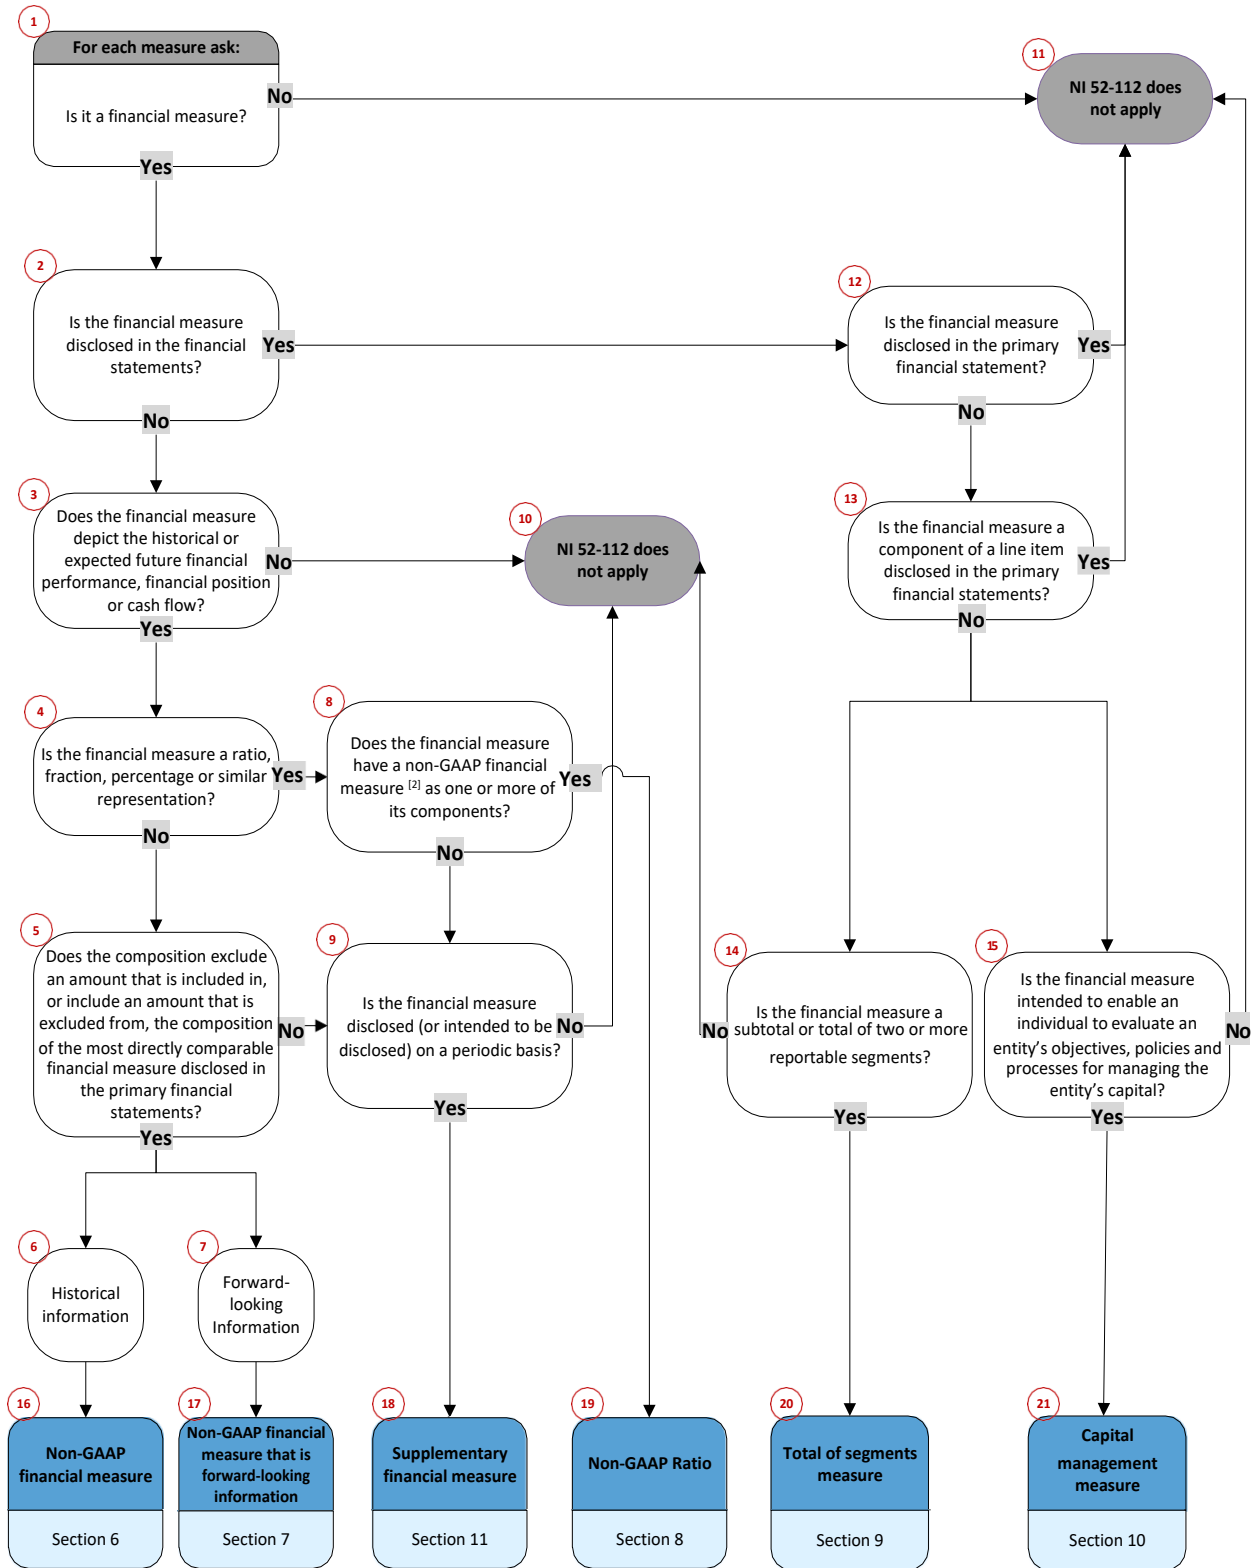 1
For each measure ask:
Is it a financial measure?
No
Yes
11
NI 52-112 does
not apply
2
Is the financial measure
disclosed in the financial
statements?
Yes
No
12
Is the financial measure
disclosed in the primary
financial statement?
Yes
No
3
Does the financial measure
depict the historical or
expected future financial
performance, financial position
or cash flow?
No
Yes
10
NI 52-112 does
not apply
13
Is the financial measure a
component of a line item
disclosed in the primary
financial statements?
Yes
No
4
Is the financial measure a ratio,
fraction, percentage or similar
representation?
Yes
No
8
Does the financial measure
have a non-GAAP financial
measure [2] as one or more of
its components?
Yes
No
5
Does the composition exclude
an amount that is included in,
or include an amount that is
excluded from, the composition
of the most directly comparable
financial measure disclosed in
the primary financial
statements?
No
Yes
9
Is the financial measure
disclosed (or intended to be
disclosed) on a periodic basis?
No
Yes
14
Is the financial measure a
subtotal or total of two or more
reportable segments?
No
Yes
15
Is the financial measure
intended to enable an
individual to evaluate an
entity’s objectives, policies and
processes for managing the
entity’s capital?
No
Yes
6
Historical
information
7
Forward-
looking
Information
16
Non-GAAP
financial measure
Section 6
17
Non-GAAP financial
measure that is
forward-looking
information
Section 7
18
Supplementary
financial measure
Section 11
19
Non-GAAP Ratio
Section 8
20
Total of segments
measure
Section 9
21
Capital
management
measure
Section 10